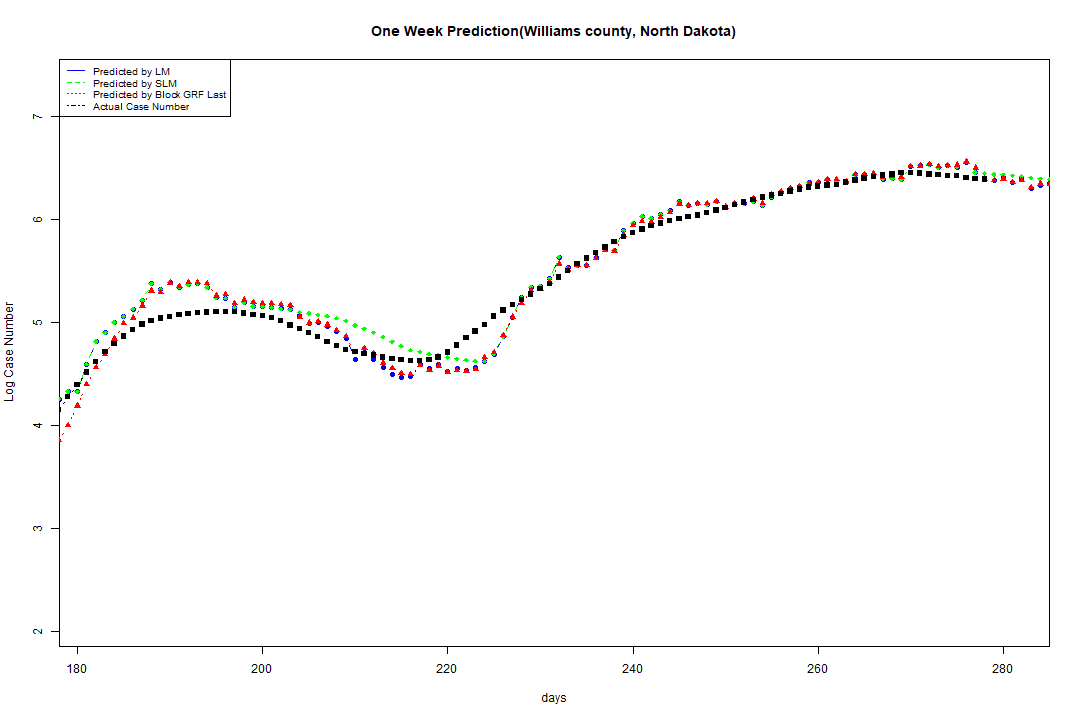 One Week Prediction(Williams county, North Dakota)
Predicted by LM
Predicted by SLM
Predicted by Block GRF Last
Actual Case Number
7
6
5
4
3
2
Log Case Number
180 200 220 240 260 280
days